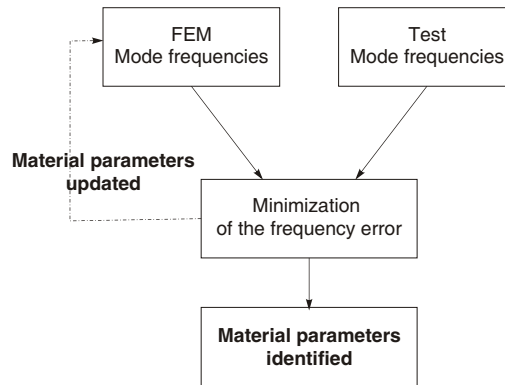 FEM
Mode frequencies
Test
Mode frequencies
Material parameters
updated
Minimization
of the frequency error
Material parameters
identified